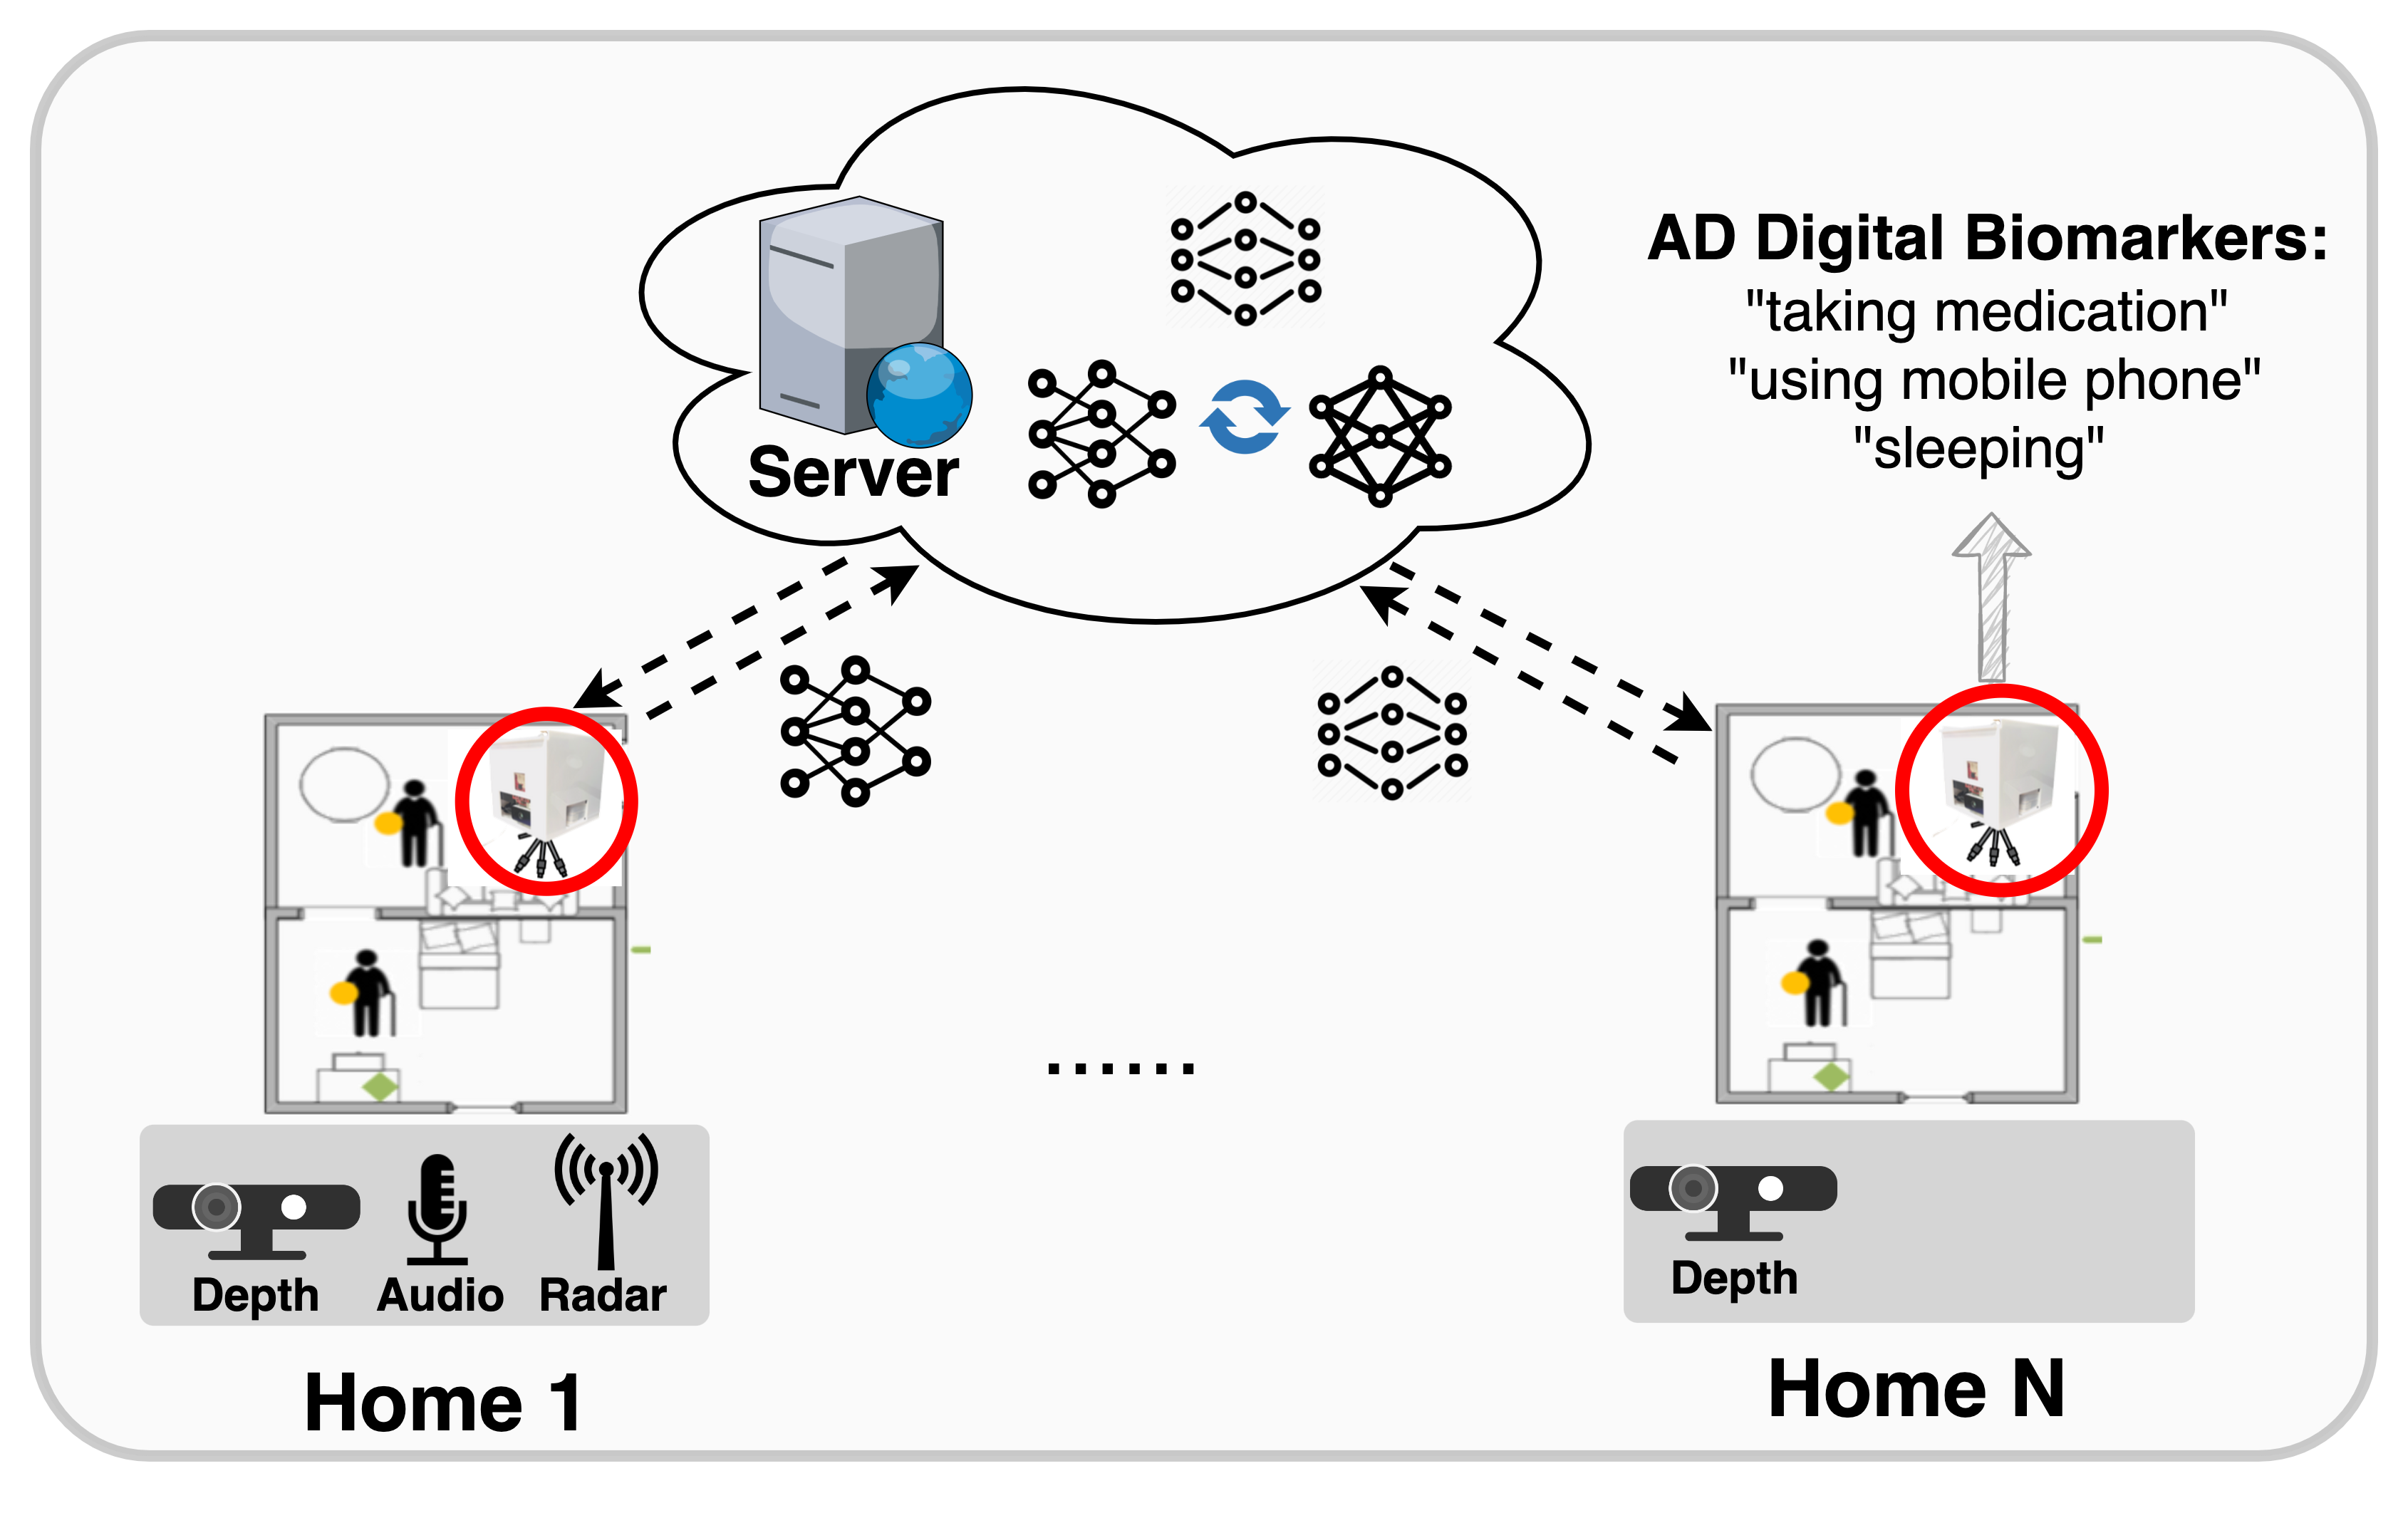 AD Digital Biomarkers:
"taking medication"
"using mobile phone"
"sleeping"
Server
......
Depth Audio Radar
Depth
Home 1
Home N